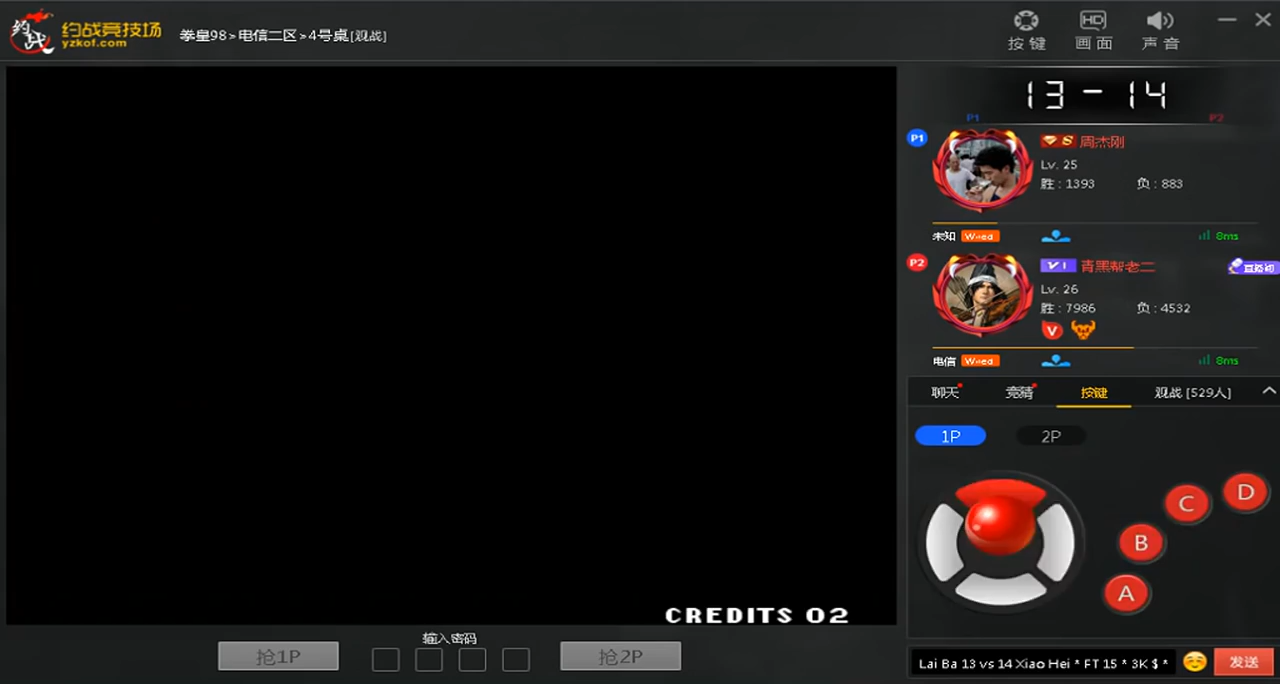 约战 约战竞技场
yzkof.com
拳皇98>电信二区>4号桌[观战]
按键 画面 声音
HD
13-14
P1 P2
P1
S 周杰刚
Lv. 25
胜：1393 负：883
未知 Wired 8ms
P2
V I 青黑帮老二
Lv. 26
胜：7986 负：4532
V
电信 Wired 8ms
聊天 竞猜 按键 观战 [529人]
1P 2P
D
C
B
A
CREDITS 02
输入密码
抢1P 抢2P
Lai Ba 13 vs 14 Xiao Hei * FT 15 * 3K $ * 发送